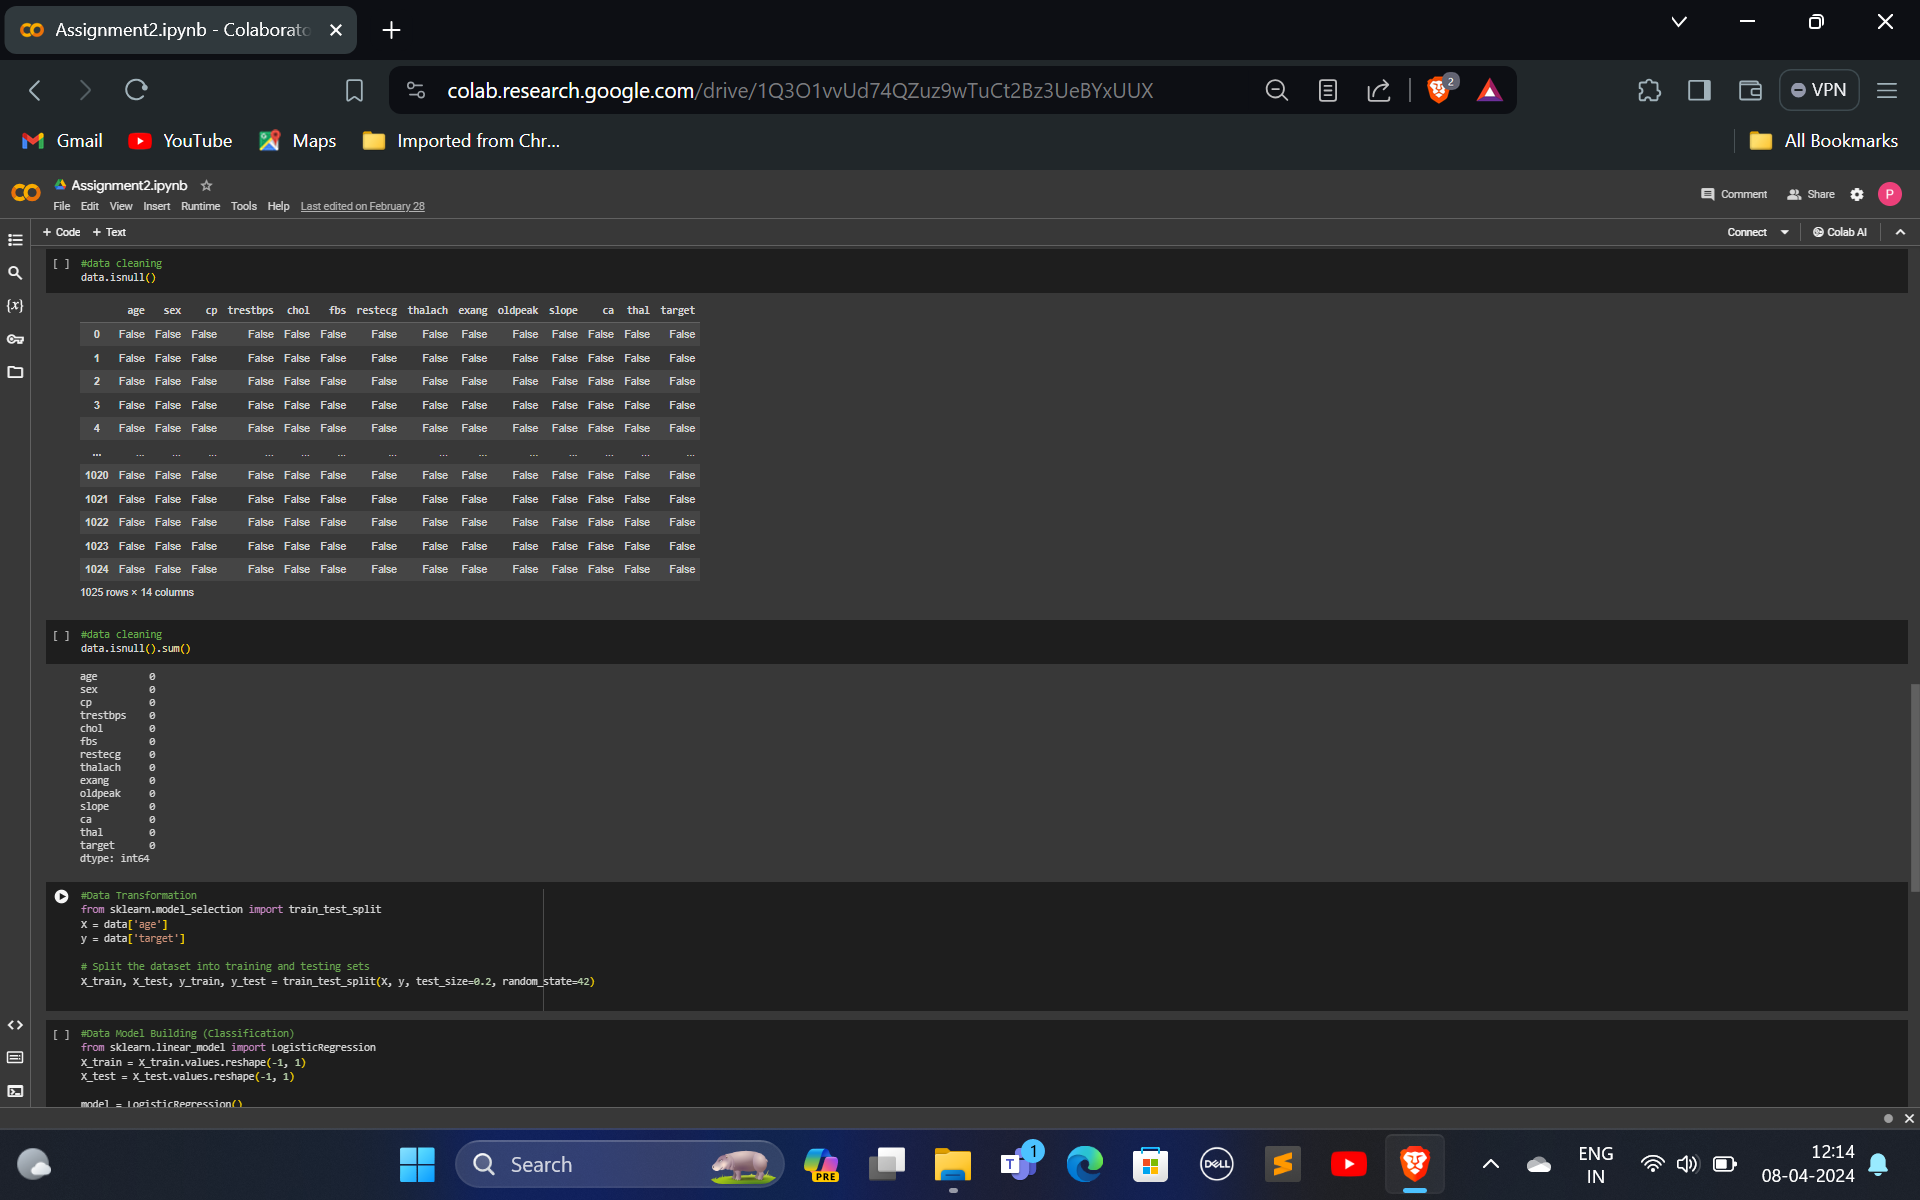 Assignment2.ipynb - Colaborato
colab.research.google.com/drive/1Q3O1vvUd74QZuz9wTuCt2Bz3UeBYxUUX
2
VPN
Gmail YouTube Maps Imported from Chr... All Bookmarks
Assignment2.ipynb
File Edit View Insert Runtime Tools Help Last edited on February 28
Comment Share P
+ Code + Text Connect Colab AI
[ ] #data cleaning
data.isnull()
age sex cp trestbps chol fbs restecg thalach exang oldpeak slope ca thal target
0 False False False False False False False False False False False False False False
1 False False False False False False False False False False False False False False
2 False False False False False False False False False False False False False False
3 False False False False False False False False False False False False False False
4 False False False False False False False False False False False False False False
... ... ... ... ... ... ... ... ... ... ... ... ... ... ...
1020 False False False False False False False False False False False False False False
1021 False False False False False False False False False False False False False False
1022 False False False False False False False False False False False False False False
1023 False False False False False False False False False False False False False False
1024 False False False False False False False False False False False False False False
1025 rows × 14 columns
[ ] #data cleaning
data.isnull().sum()
age 0
sex 0
cp 0
trestbps 0
chol 0
fbs 0
restecg 0
thalach 0
exang 0
oldpeak 0
slope 0
ca 0
thal 0
target 0
dtype: int64
#Data Transformation
from sklearn.model_selection import train_test_split
X = data['age']
y = data['target']
# Split the dataset into training and testing sets
X_train, X_test, y_train, y_test = train_test_split(X, y, test_size=0.2, random_state=42)
[ ] #Data Model Building (Classification)
from sklearn.linear_model import LogisticRegression
X_train = X_train.values.reshape(-1, 1)
X_test = X_test.values.reshape(-1, 1)
model = LogisticRegression()
Search
PRE
T
1
DELL
ENG
IN
12:14
08-04-2024